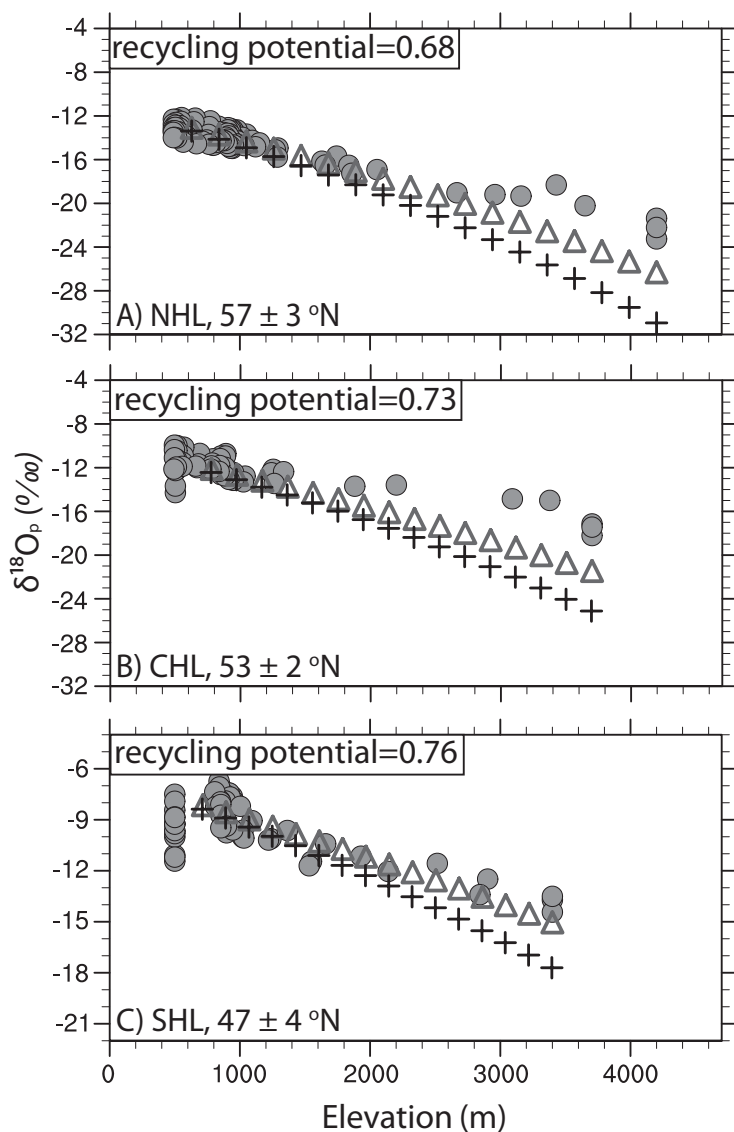 -4
recycling potential=0.68
-8
-12
-16
-20
-24
-28
-32
A) NHL, 57 ± 3 °N
-4
recycling potential=0.73
-8
-12
-16
-20
-24
-28
-32
B) CHL, 53 ± 2 °N
δ¹⁸Oₚ (‰)
recycling potential=0.76
-6
-9
-12
-15
-18
-21
C) SHL, 47 ± 4 °N
0 1000 2000 3000 4000
Elevation (m)